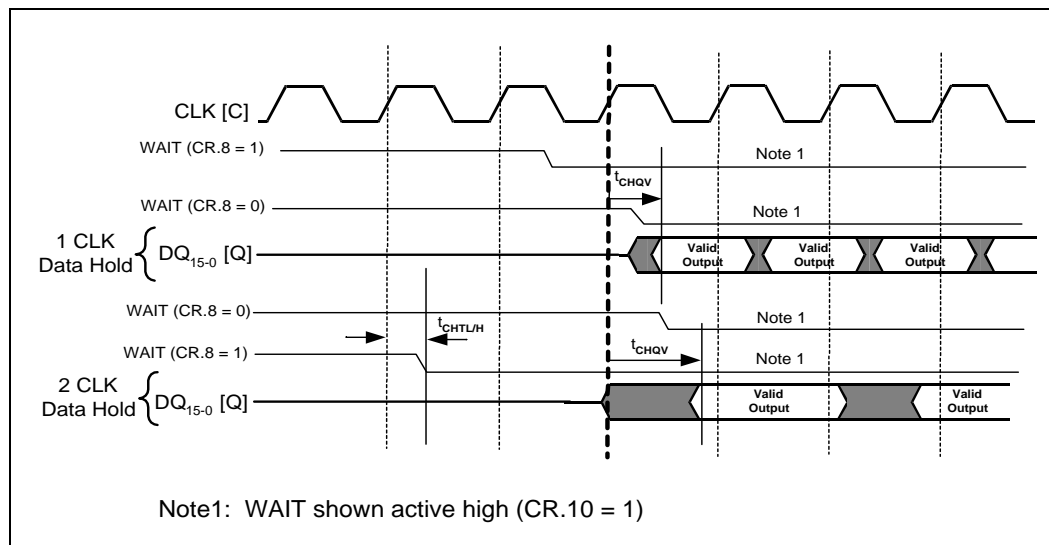 CLK [C]
WAIT (CR.8 = 1)
Note 1
tCHQV
WAIT (CR.8 = 0)
Note 1
1 CLK
Data Hold
DQ15-0 [Q]
Valid
Output
Valid
Output
Valid
Output
WAIT (CR.8 = 0)
tCHTL/H
Note 1
WAIT (CR.8 = 1)
tCHQV
Note 1
2 CLK
Data Hold
DQ15-0 [Q]
Valid
Output
Valid
Output
Note1: WAIT shown active high (CR.10 = 1)